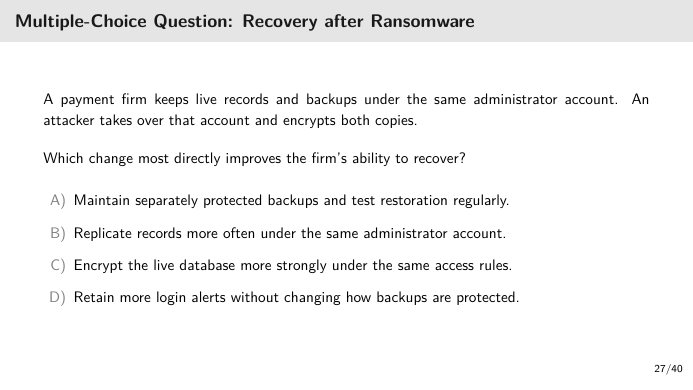 Multiple-Choice Question: Recovery after Ransomware
A payment firm keeps live records and backups under the same administrator account. An
attacker takes over that account and encrypts both copies.
Which change most directly improves the firm's ability to recover?
A) Maintain separately protected backups and test restoration regularly.
B) Replicate records more often under the same administrator account.
C) Encrypt the live database more strongly under the same access rules.
D) Retain more login alerts without changing how backups are protected.
27/40